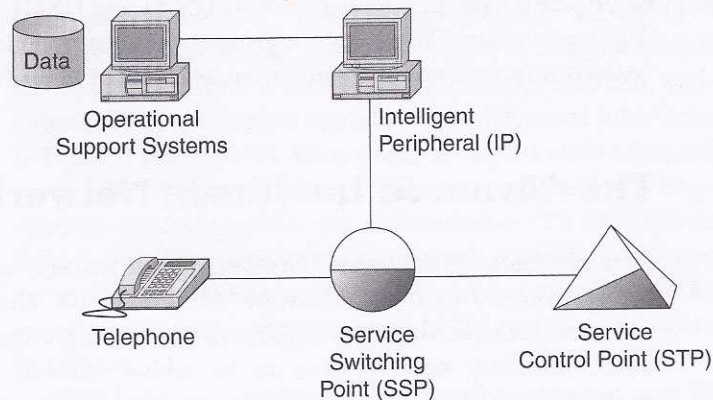 Data
Operational
Support Systems
Intelligent
Peripheral (IP)
Telephone
Service
Switching
Point (SSP)
Service
Control Point (STP)